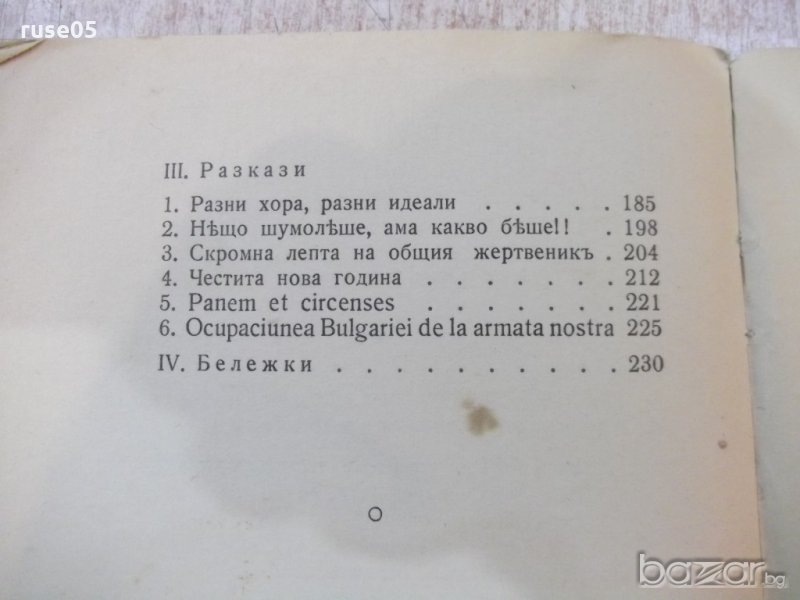 ruse05
III. Разкази
1. Разни хора, разни идеали . . . . . 185
2. Нѣщо шумолѣше, ама какво бѣше!! . 198
3. Скромна лепта на общия жертвеникъ . 204
4. Честита нова година . . . . . . . 212
5. Panem et circenses . . . . . . . 221
6. Ocupaciunea Bulgariei de la armata nostra 225
IV. Бележки . . . . . . . . . . 230
bazar.bg